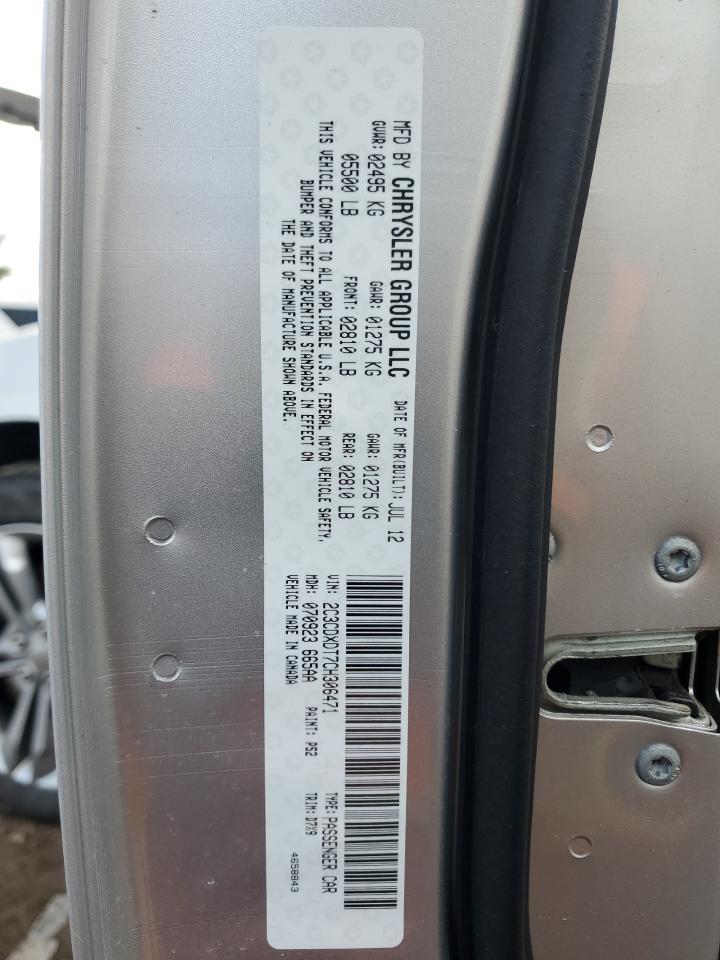 MFD BY CHRYSLER GROUP LLC DATE OF MFR(BUILT): JUL 12
GVWR: 02495 KG GAWR: 01275 KG GAWR: 01275 KG
05500 LB FRONT: 02810 LB REAR: 02810 LB
THIS VEHICLE CONFORMS TO ALL APPLICABLE U.S.A. FEDERAL MOTOR VEHICLE SAFETY,
BUMPER AND THEFT PREVENTION STANDARDS IN EFFECT ON
THE DATE OF MANUFACTURE SHOWN ABOVE.
VIN: 2C3CDXDT7CH306471 TYPE: PASSENGER CAR
MDH: 070923 665AA PAINT: PS2 TRIM: D7X9
VEHICLE MADE IN CANADA 4658843